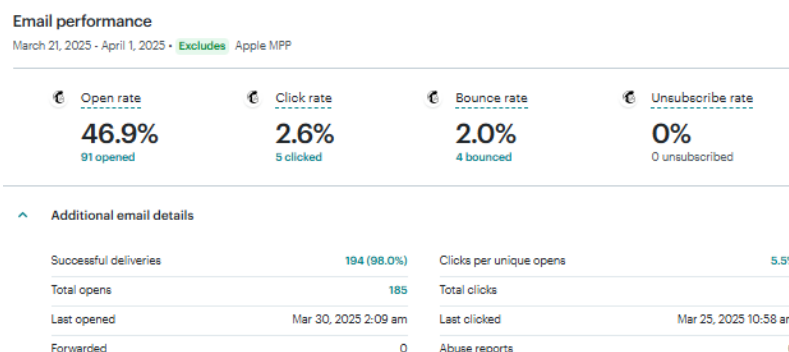 Email performance
March 21, 2025 - April 1, 2025 • Excludes Apple MPP
Open rate Click rate Bounce rate Unsubscribe rate
46.9% 2.6% 2.0% 0%
91 opened 5 clicked 4 bounced 0 unsubscribed
Additional email details
Successful deliveries 194 (98.0%) Clicks per unique opens 5.5%
Total opens 185 Total clicks
Last opened Mar 30, 2025 2:09 am Last clicked Mar 25, 2025 10:58 am
Forwarded 0 Abuse reports